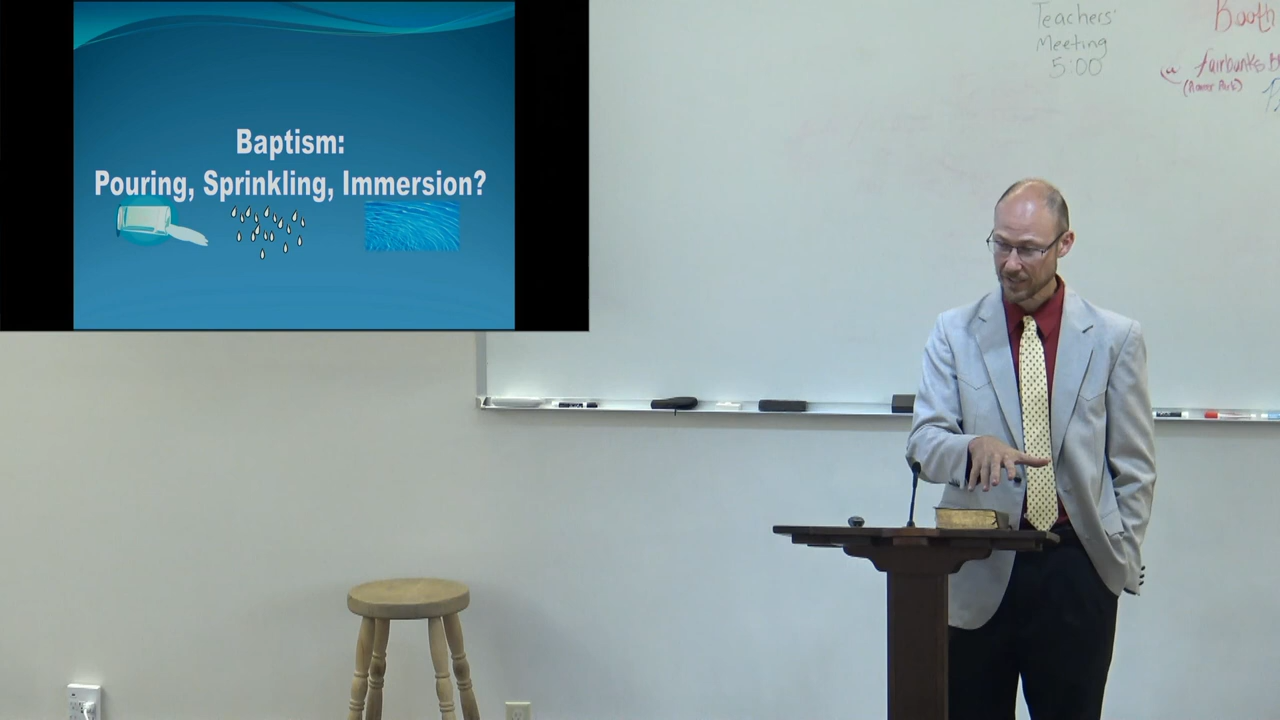 Baptism:
Pouring, Sprinkling, Immersion?
Teachers'
Meeting
5:00
Booth
@ fairbanks